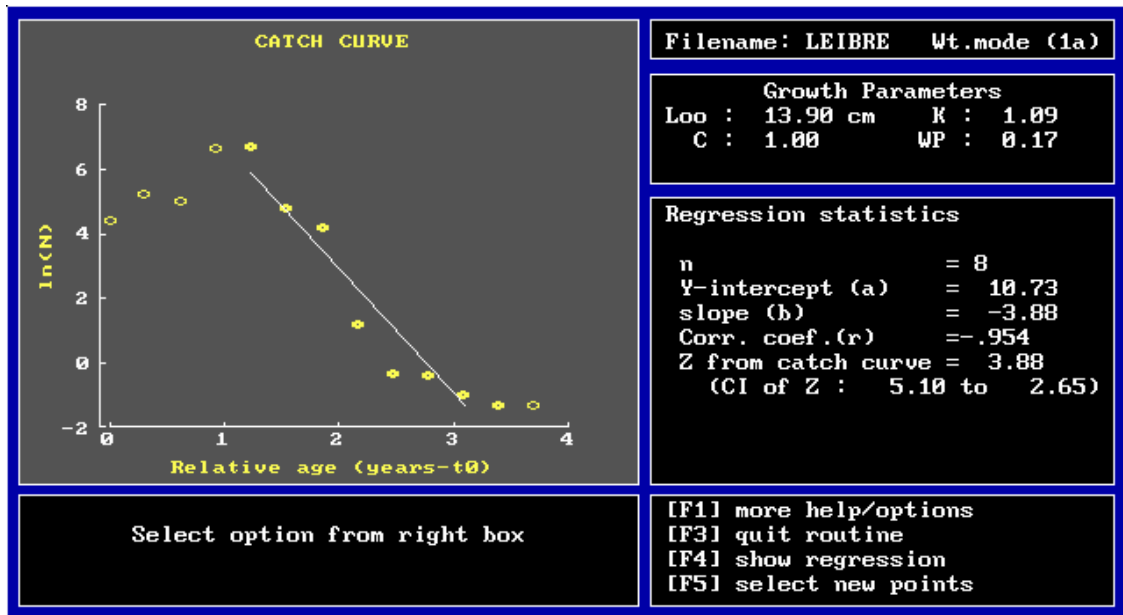 CATCH CURVE
8
6
4
2
0
-2
ln(N)
0 1 2 3 4
Relative age (years-t0)
Select option from right box
Filename: LEIBRE Wt.mode (1a)
Growth Parameters
Loo : 13.90 cm K : 1.09
C : 1.00 WP : 0.17
Regression statistics
n = 8
Y-intercept (a) = 10.73
slope (b) = -3.88
Corr. coef.(r) =-.954
Z from catch curve = 3.88
(CI of Z : 5.10 to 2.65)
[F1] more help/options
[F3] quit routine
[F4] show regression
[F5] select new points